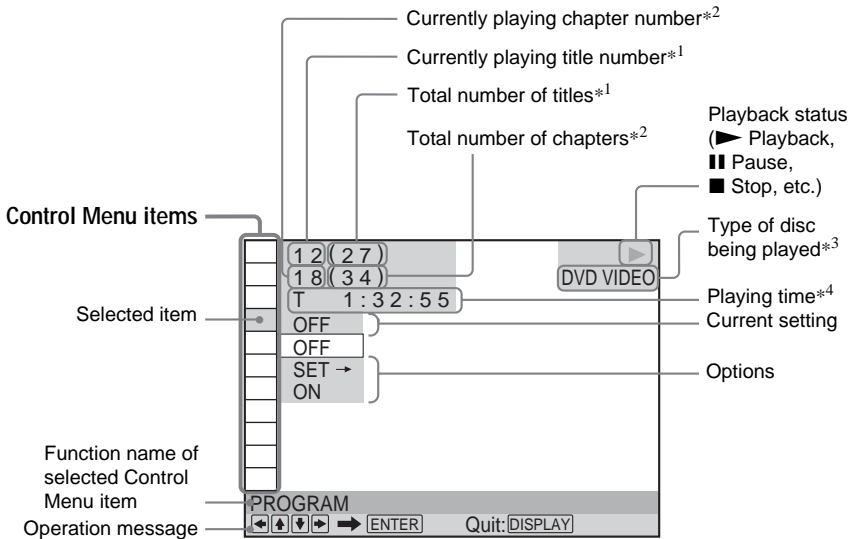 Currently playing chapter number*2
Currently playing title number*1
Total number of titles*1
Total number of chapters*2
Playback status
(► Playback,
❚❚ Pause,
■ Stop, etc.)
Type of disc
being played*3
Playing time*4
Current setting
Options
Control Menu items
Selected item
Function name of
selected Control
Menu item
Operation message
12(27)
18(34)
T 1:32:55
DVD VIDEO
OFF
OFF
SET →
ON
PROGRAM
ENTER Quit: DISPLAY